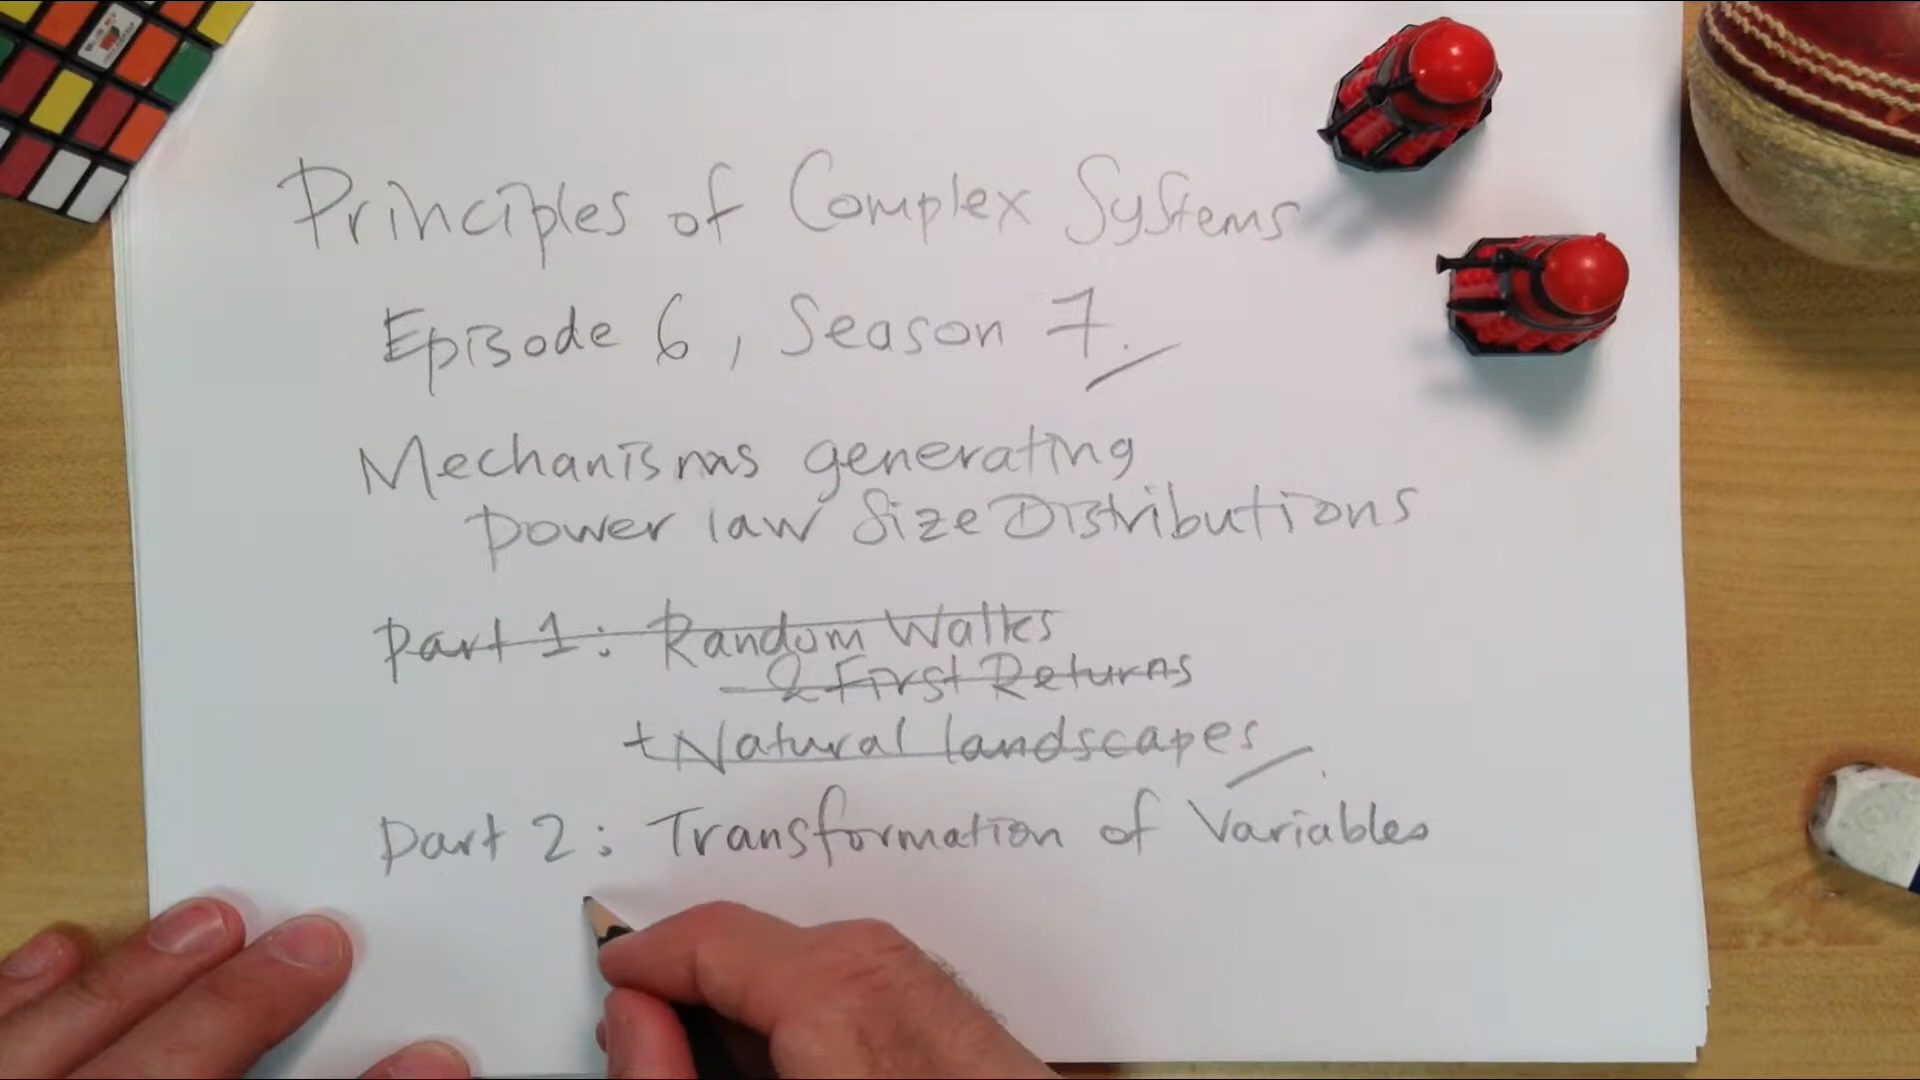 Principles of Complex Systems
Episode 6, Season 7.
Mechanisms generating
power law Size Distributions
Part 1: Random Walks
& First Returns
+ Natural landscapes
Part 2: Transformation of Variables